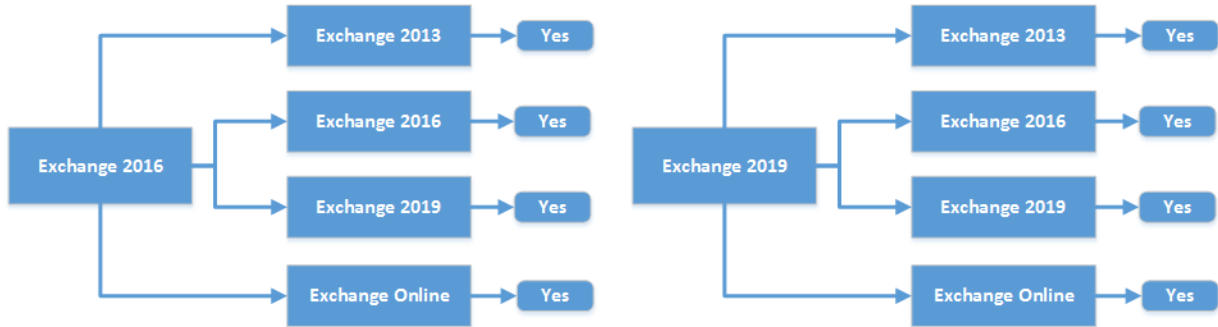 Exchange 2013 Yes
Exchange 2016 Yes
Exchange 2016
Exchange 2019 Yes
Exchange Online Yes
Exchange 2013 Yes
Exchange 2016 Yes
Exchange 2019
Exchange 2019 Yes
Exchange Online Yes